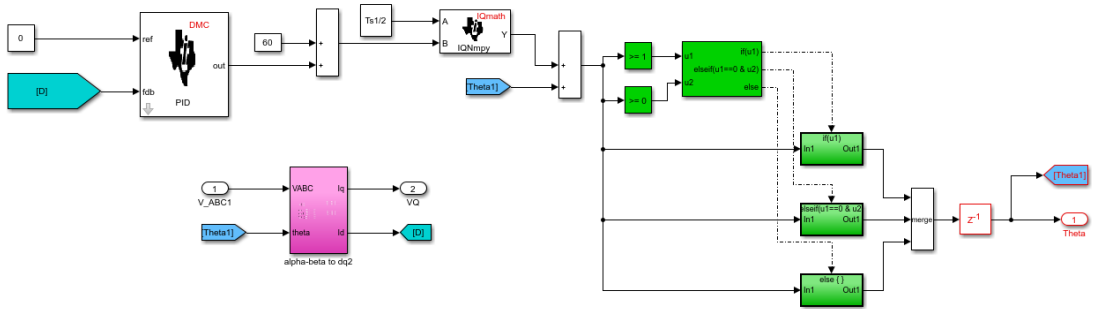 0
DMC
ref
out
fdb
PID
[D]
60
+
+
Ts1/2
IQmath
A
Y
B
IQNmpy
Theta1]
+
+
>= 1
>= 0
u1
u2
if(u1)
elseif(u1==0 & u2)
else
if(u1)
In1 Out1
elseif(u1==0 & u2
In1 Out1
else { }
In1 Out1
merge
z-1
[Theta1]
1
Theta
1
V_ABC1
Theta1]
VABC Iq
theta Id
alpha-beta to dq2
2
VQ
[D]